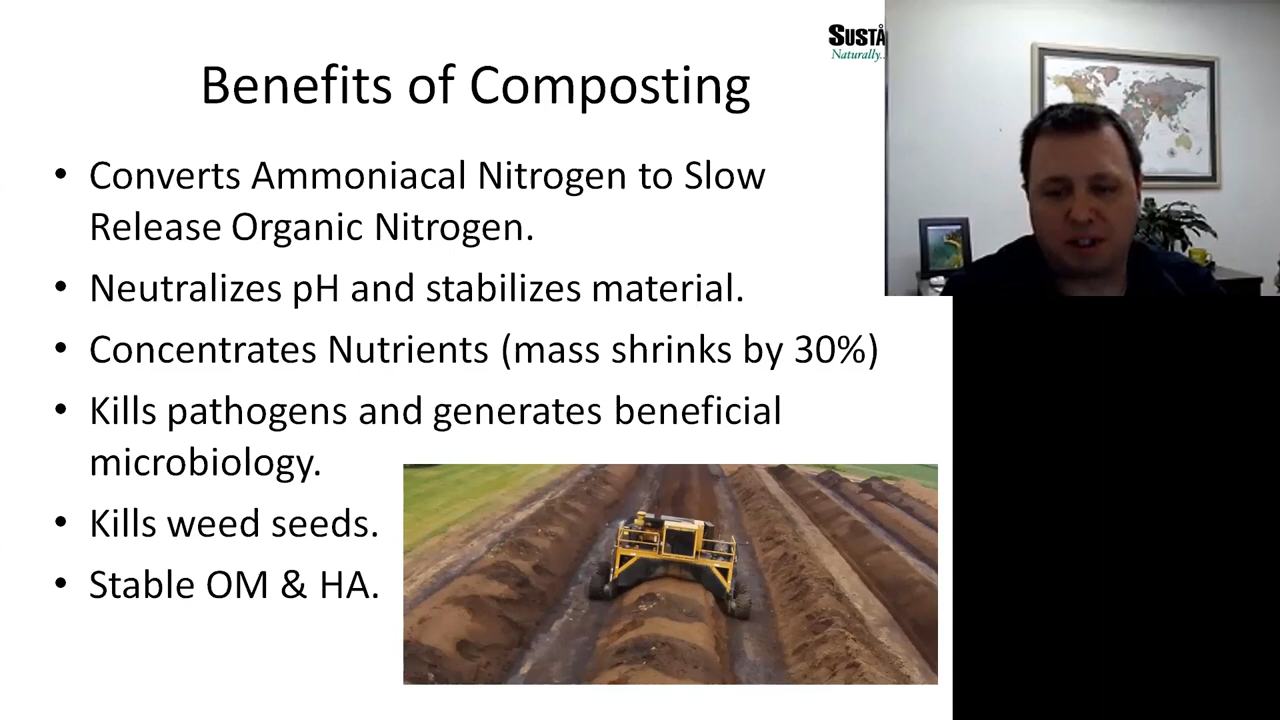 SUSTÅ
Naturally..
Benefits of Composting
• Converts Ammoniacal Nitrogen to Slow
Release Organic Nitrogen.
• Neutralizes pH and stabilizes material.
• Concentrates Nutrients (mass shrinks by 30%)
• Kills pathogens and generates beneficial
microbiology.
• Kills weed seeds.
• Stable OM & HA.